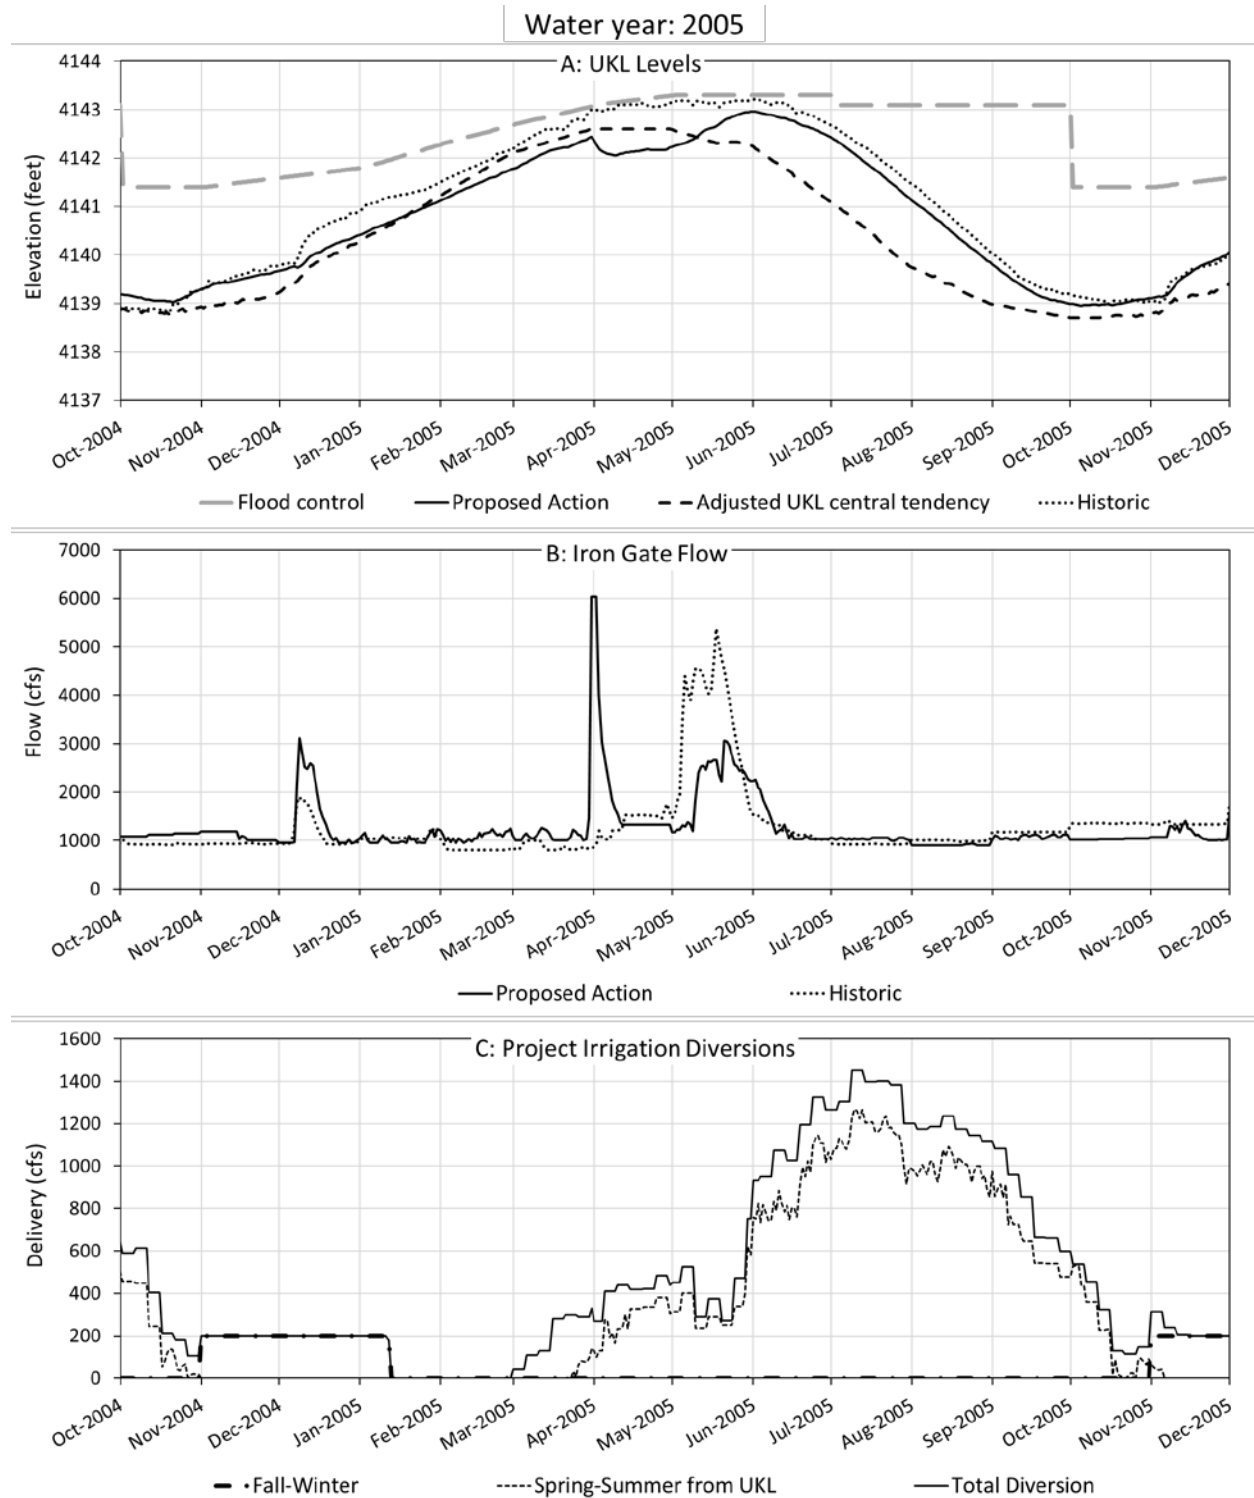 Water year: 2005
A: UKL Levels
Elevation (feet)
4144
4143
4142
4141
4140
4139
4138
4137
Oct-2004 Nov-2004 Dec-2004 Jan-2005 Feb-2005 Mar-2005 Apr-2005 May-2005 Jun-2005 Jul-2005 Aug-2005 Sep-2005 Oct-2005 Nov-2005 Dec-2005
Flood control Proposed Action Adjusted UKL central tendency Historic
B: Iron Gate Flow
Flow (cfs)
7000
6000
5000
4000
3000
2000
1000
0
Oct-2004 Nov-2004 Dec-2004 Jan-2005 Feb-2005 Mar-2005 Apr-2005 May-2005 Jun-2005 Jul-2005 Aug-2005 Sep-2005 Oct-2005 Nov-2005 Dec-2005
Proposed Action Historic
C: Project Irrigation Diversions
Delivery (cfs)
1600
1400
1200
1000
800
600
400
200
0
Oct-2004 Nov-2004 Dec-2004 Jan-2005 Feb-2005 Mar-2005 Apr-2005 May-2005 Jun-2005 Jul-2005 Aug-2005 Sep-2005 Oct-2005 Nov-2005 Dec-2005
Fall-Winter Spring-Summer from UKL Total Diversion